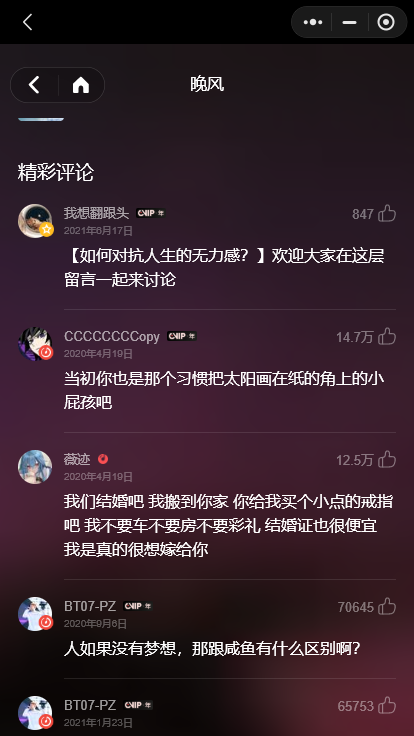 晚风
精彩评论
我想翻跟头 VIP 年
847
2021年6月17日
【如何对抗人生的无力感？】欢迎大家在这层
留言一起来讨论
CCCCCCCCopy VIP 年
14.7万
2020年4月19日
当初你也是那个习惯把太阳画在纸的角上的小
屁孩吧
薇迹
12.5万
2020年4月19日
我们结婚吧 我搬到你家 你给我买个小点的戒指
吧 我不要车不要房不要彩礼 结婚证也很便宜
我是真的很想嫁给你
BT07-PZ VIP 年
70645
2020年9月6日
人如果没有梦想，那跟咸鱼有什么区别啊？
BT07-PZ VIP 年
65753
2021年1月23日